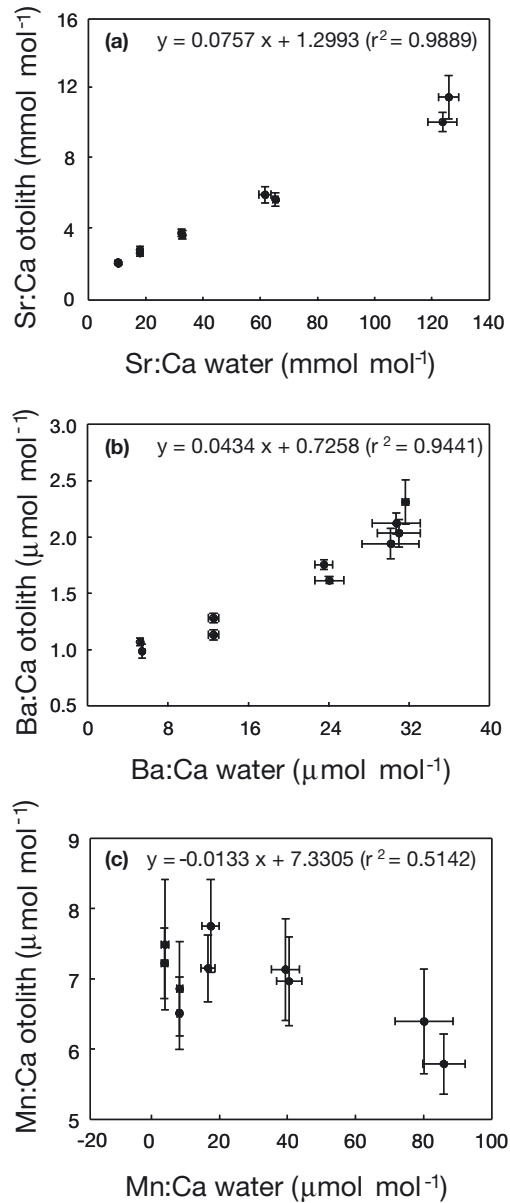 (a) y = 0.0757 x + 1.2993 (r² = 0.9889)
16
12
8
4
0
Sr:Ca otolith (mmol mol⁻¹)
0 20 40 60 80 100 120 140
Sr:Ca water (mmol mol⁻¹)
(b) y = 0.0434 x + 0.7258 (r² = 0.9441)
3.0
2.5
2.0
1.5
1.0
0.5
Ba:Ca otolith (μmol mol⁻¹)
0 8 16 24 32 40
Ba:Ca water (μmol mol⁻¹)
(c) y = -0.0133 x + 7.3305 (r² = 0.5142)
9
8
7
6
5
Mn:Ca otolith (μmol mol⁻¹)
-20 0 20 40 60 80 100
Mn:Ca water (μmol mol⁻¹)